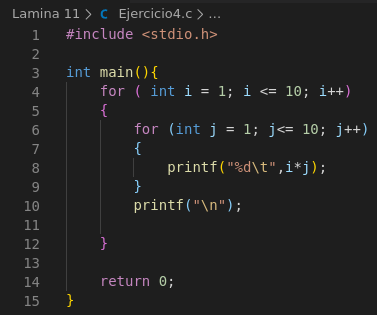 Lamina 11 > C Ejercicio4.c > ...
1 #include <stdio.h>
2
3 int main(){
4     for ( int i = 1; i <= 10; i++)
5     {
6         for (int j = 1; j<= 10; j++)
7         {
8             printf("%d\t",i*j);
9         }
10         printf("\n");
11
12     }
13
14     return 0;
15 }